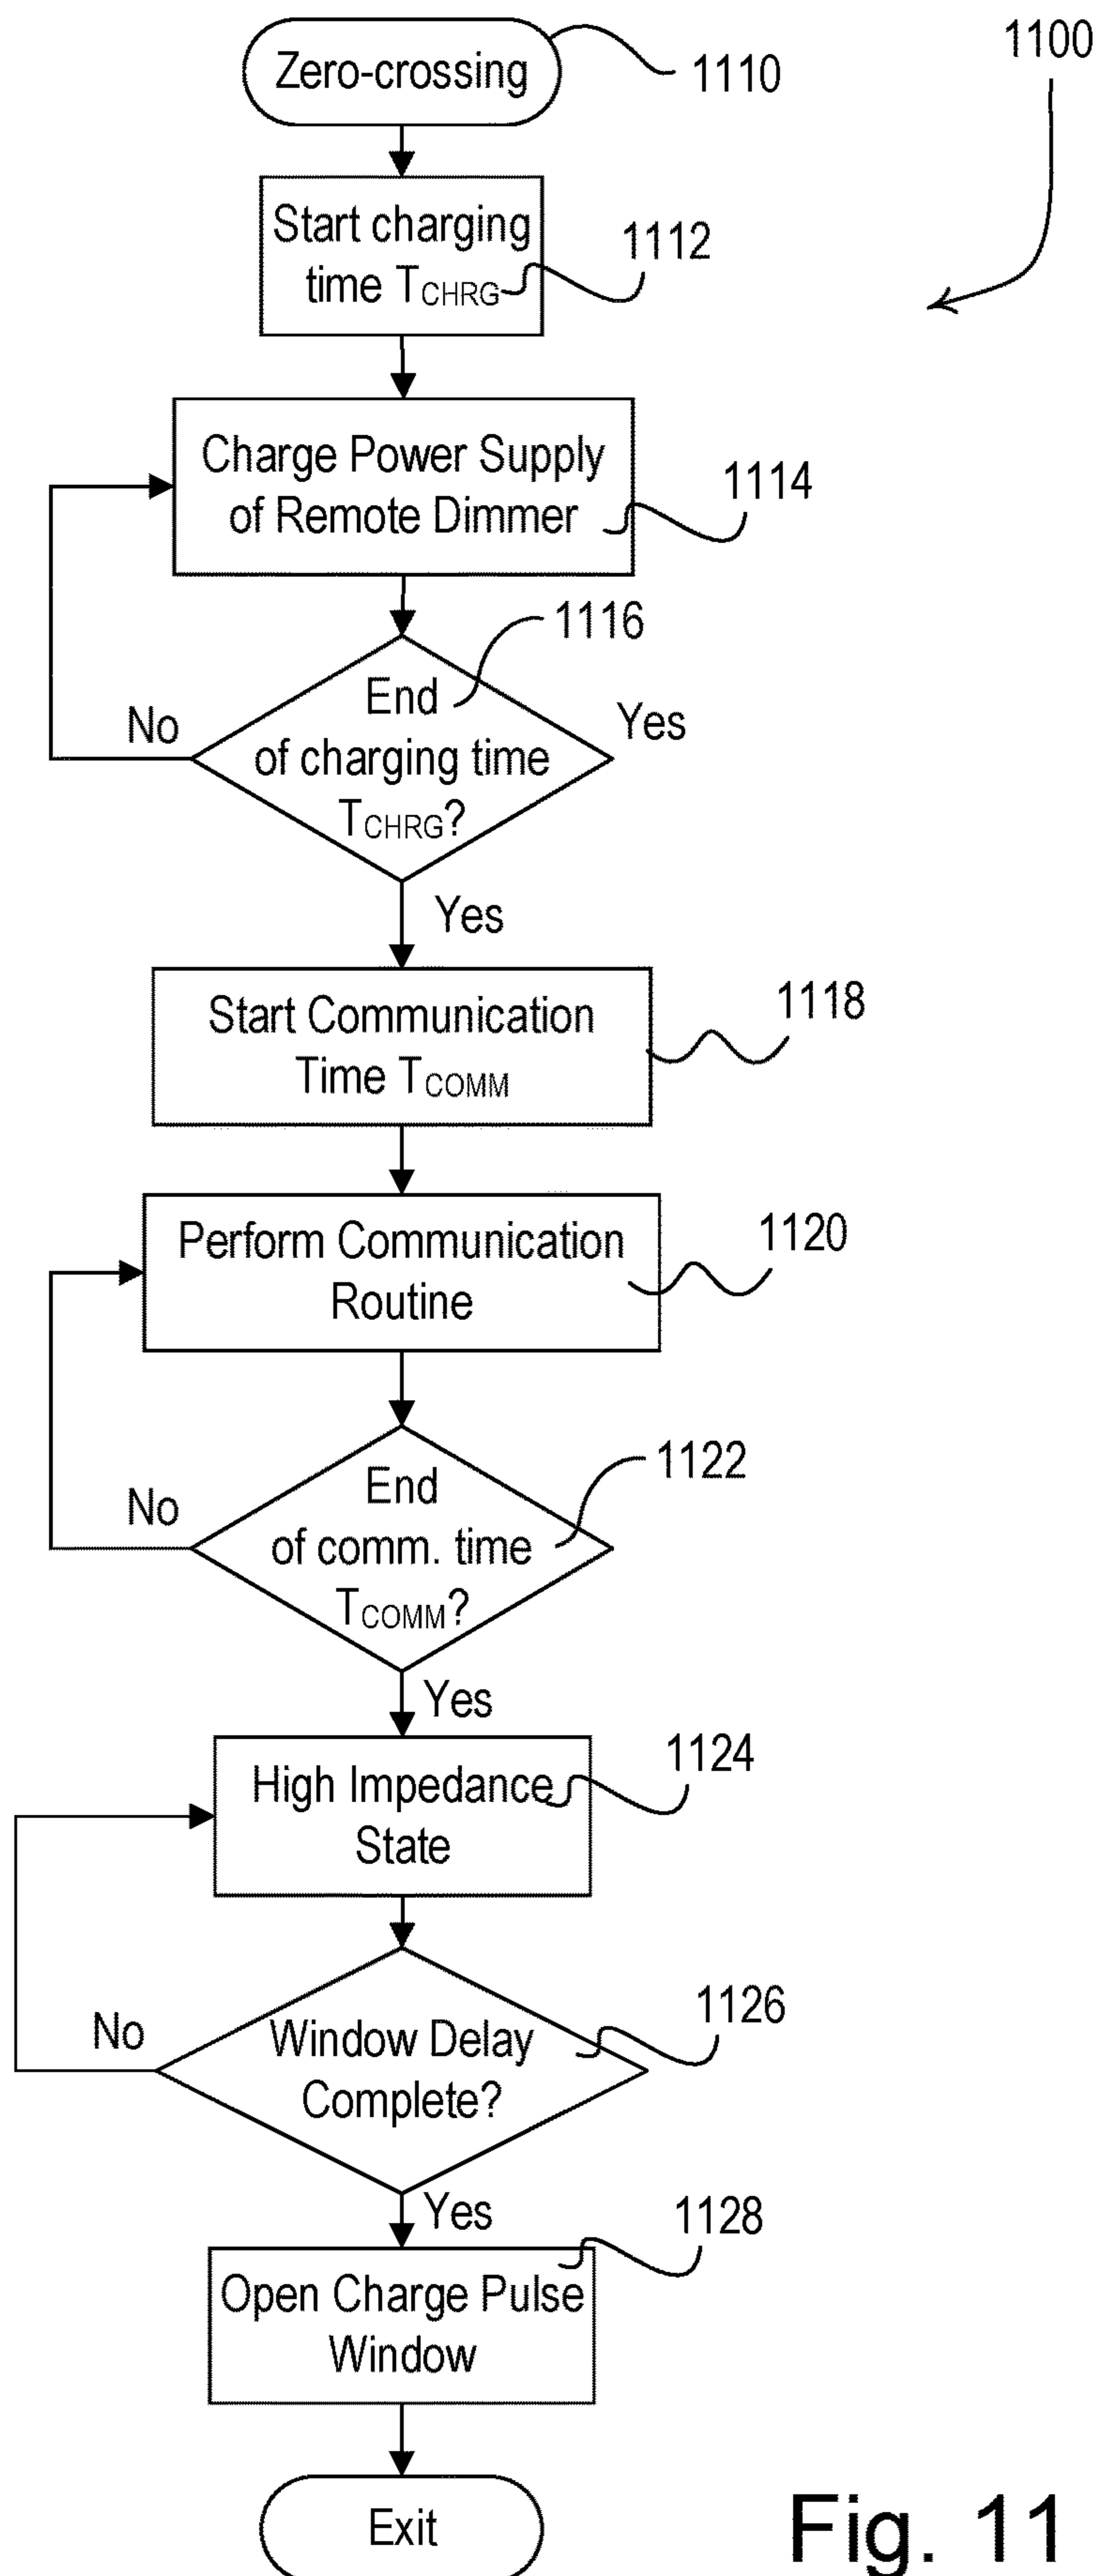 1100
Zero-crossing
1110
Start charging
time TCHRG
1112
Charge Power Supply
of Remote Dimmer
1114
1116
End
of charging time
TCHRG?
No
Yes
Yes
Start Communication
Time TCOMM
1118
Perform Communication
Routine
1120
End
of comm. time
TCOMM?
1122
No
Yes
High Impedance
State
1124
Window Delay
Complete?
1126
No
Yes
Open Charge Pulse
Window
1128
Exit
Fig. 11